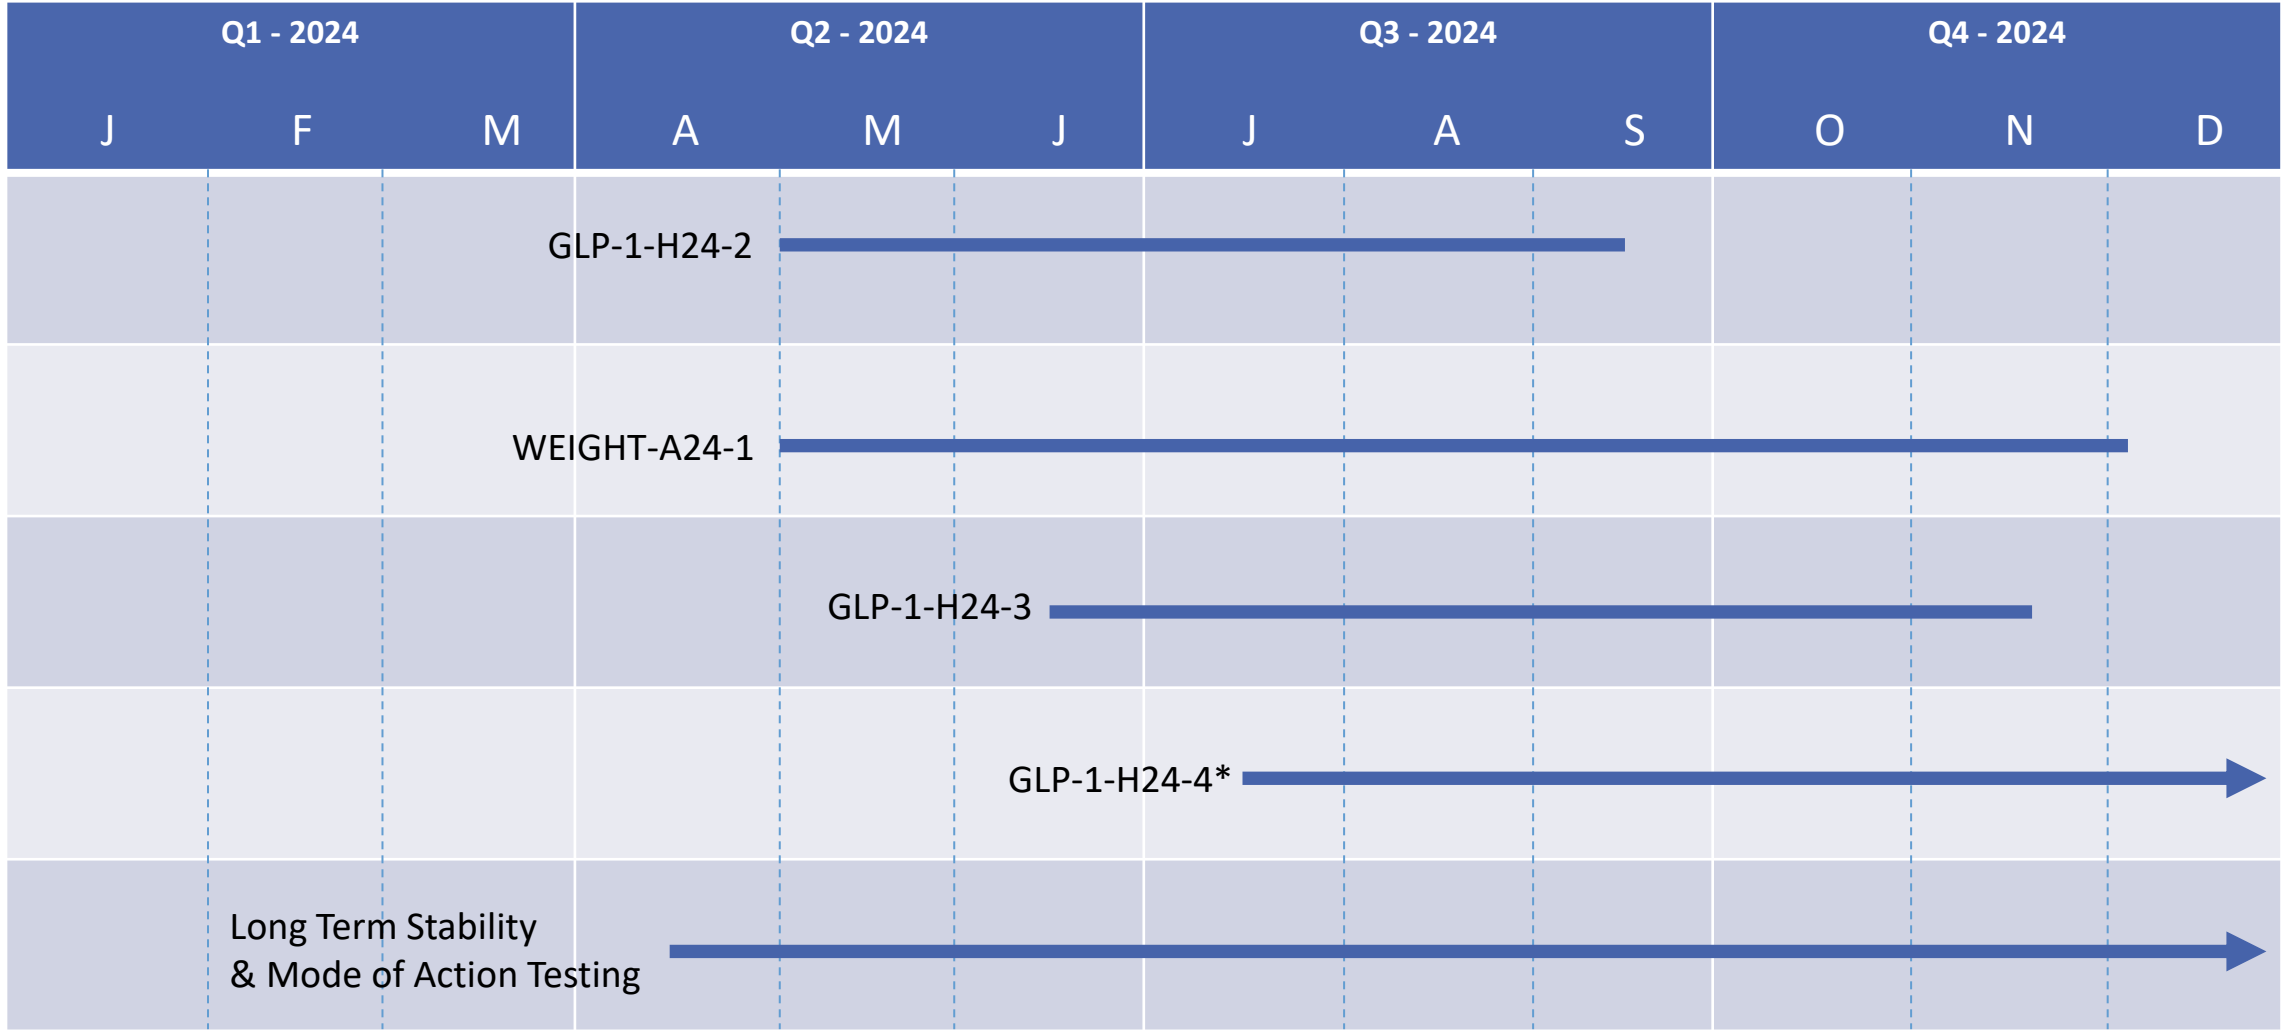 Q1 - 2024 Q2 - 2024 Q3 - 2024 Q4 - 2024
J F M A M J J A S O N D
GLP-1-H24-2
WEIGHT-A24-1
GLP-1-H24-3
GLP-1-H24-4*
Long Term Stability
& Mode of Action Testing